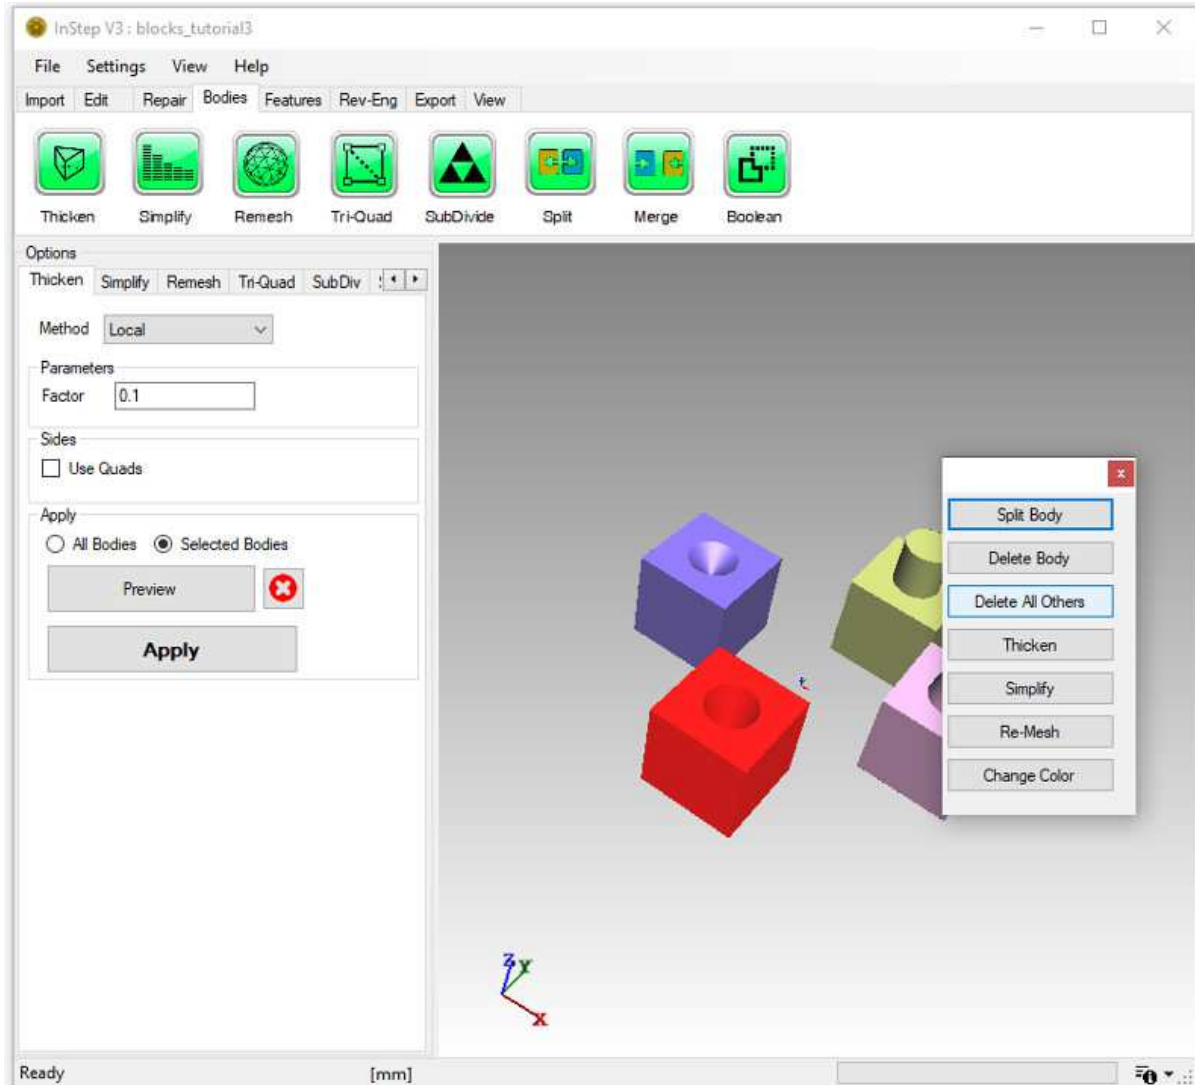 InStep V3 : blocks_tutorial3
File Settings View Help
Import Edit Repair Bodies Features Rev-Eng Export View
Thicken Simplify Remesh Tri-Quad SubDivide Split Merge Boolean
Options
Thicken Simplify Remesh Tri-Quad SubDiv
Method Local
Parameters
Factor 0.1
Sides
Use Quads
Apply
All Bodies Selected Bodies
Preview
Apply
Split Body
Delete Body
Delete All Others
Thicken
Simplify
Re-Mesh
Change Color
Z Y
X
Ready [mm]